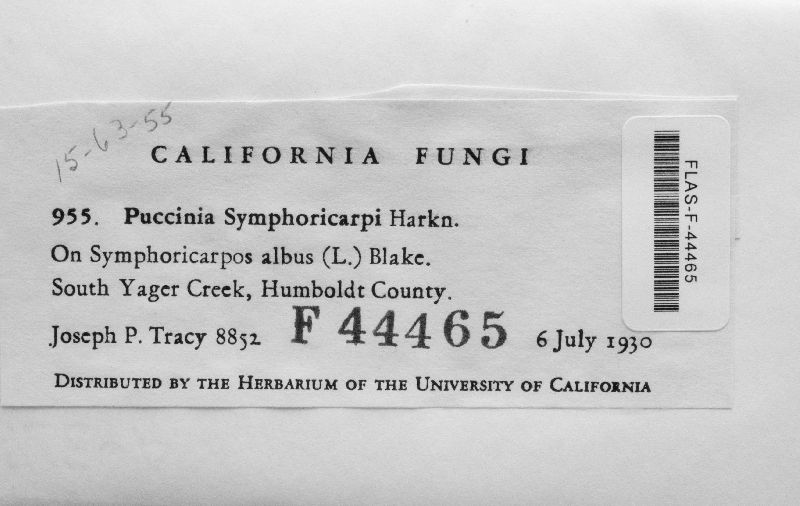 15-63-55
CALIFORNIA FUNGI
955. Puccinia Symphoricarpi Harkn.
On Symphoricarpos albus (L.) Blake.
South Yager Creek, Humboldt County.
Joseph P. Tracy 8852 F 44465 6 July 1930
DISTRIBUTED BY THE HERBARIUM OF THE UNIVERSITY OF CALIFORNIA
FLAS-F-44465